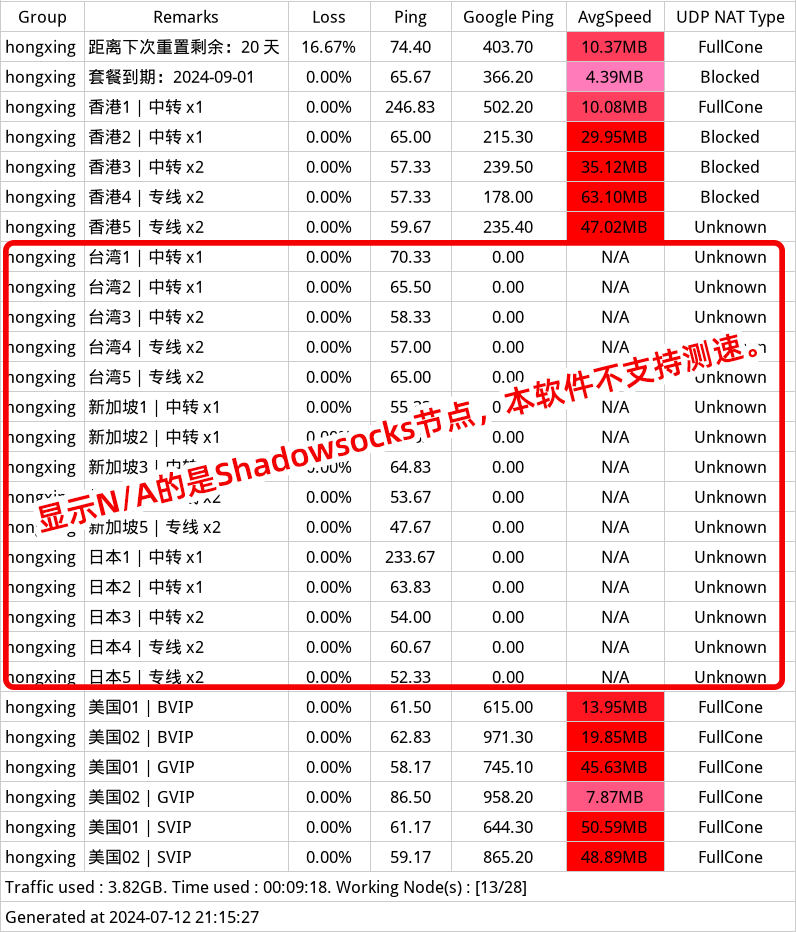 Group Remarks Loss Ping Google Ping AvgSpeed UDP NAT Type
hongxing 距离下次重置剩余：20 天 16.67% 74.40 403.70 10.37MB FullCone
hongxing 套餐到期：2024-09-01 0.00% 65.67 366.20 4.39MB Blocked
hongxing 香港1 | 中转 x1 0.00% 246.83 502.20 10.08MB FullCone
hongxing 香港2 | 中转 x1 0.00% 65.00 215.30 29.95MB Blocked
hongxing 香港3 | 中转 x2 0.00% 57.33 239.50 35.12MB Blocked
hongxing 香港4 | 专线 x2 0.00% 57.33 178.00 63.10MB Blocked
hongxing 香港5 | 专线 x2 0.00% 59.67 235.40 47.02MB Unknown
hongxing 台湾1 | 中转 x1 0.00% 70.33 0.00 N/A Unknown
hongxing 台湾2 | 中转 x1 0.00% 65.50 0.00 N/A Unknown
hongxing 台湾3 | 中转 x2 0.00% 58.33 0.00 N/A Unknown
hongxing 台湾4 | 专线 x2 0.00% 57.00 0.00 N/A
hongxing 台湾5 | 专线 x2 0.00% 65.00 0.00 Unknown
hongxing 新加坡1 | 中转 x1 0.00% N/A Unknown
hongxing 新加坡2 | 中转 x1 0.00 N/A Unknown
hongxing 新加坡3 | 64.83 0.00 N/A Unknown
x2 53.67 0.00 N/A Unknown
新加坡5 | 专线 x2 0.00% 47.67 0.00 N/A Unknown
显示N/A的是Shadowsocks节点，本软件不支持测速。
hongxing 日本1 | 中转 x1 0.00% 233.67 0.00 N/A Unknown
hongxing 日本2 | 中转 x1 0.00% 63.83 0.00 N/A Unknown
hongxing 日本3 | 中转 x2 0.00% 54.00 0.00 N/A Unknown
hongxing 日本4 | 专线 x2 0.00% 60.67 0.00 N/A Unknown
hongxing 日本5 | 专线 x2 0.00% 52.33 0.00 N/A Unknown
hongxing 美国01 | BVIP 0.00% 61.50 615.00 13.95MB FullCone
hongxing 美国02 | BVIP 0.00% 62.83 971.30 19.85MB FullCone
hongxing 美国01 | GVIP 0.00% 58.17 745.10 45.63MB FullCone
hongxing 美国02 | GVIP 0.00% 86.50 958.20 7.87MB FullCone
hongxing 美国01 | SVIP 0.00% 61.17 644.30 50.59MB FullCone
hongxing 美国02 | SVIP 0.00% 59.17 865.20 48.89MB FullCone
Traffic used : 3.82GB. Time used : 00:09:18. Working Node(s) : [13/28]
Generated at 2024-07-12 21:15:27